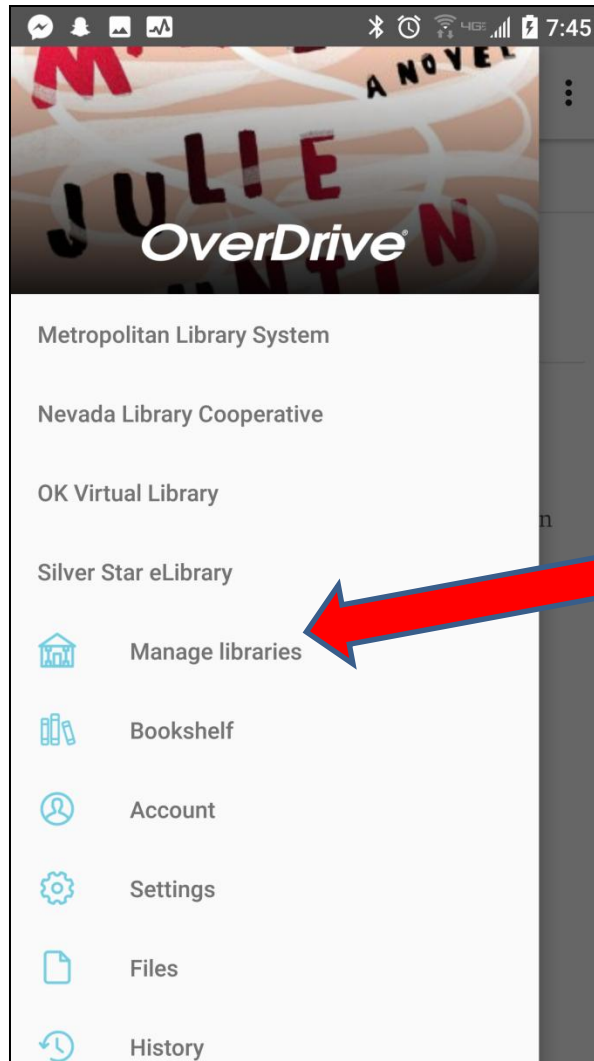 4G 7:45
A NOVEL
JULIE
OverDrive®
Metropolitan Library System
Nevada Library Cooperative
OK Virtual Library
n
Silver Star eLibrary
Manage libraries
Bookshelf
Account
Settings
Files
History